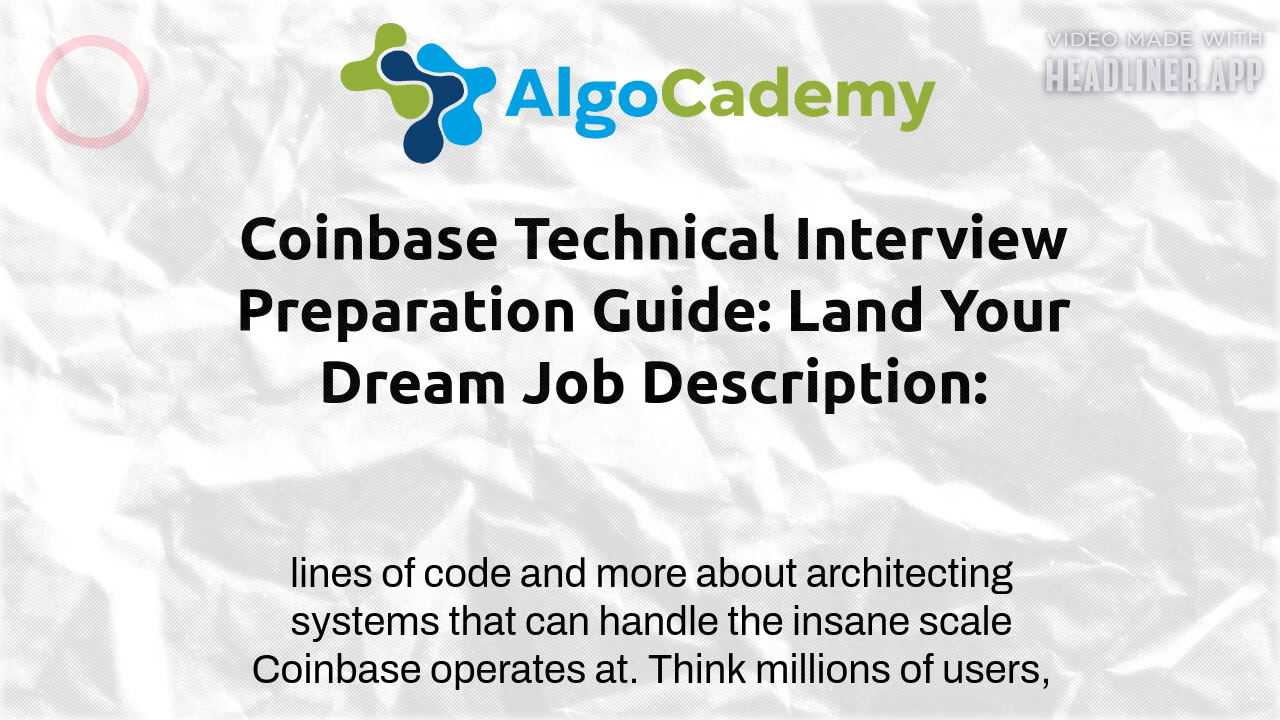 VIDEO MADE WITH
HEADLINER.APP
AlgoCademy
Coinbase Technical Interview
Preparation Guide: Land Your
Dream Job Description:
lines of code and more about architecting
systems that can handle the insane scale
Coinbase operates at. Think millions of users,